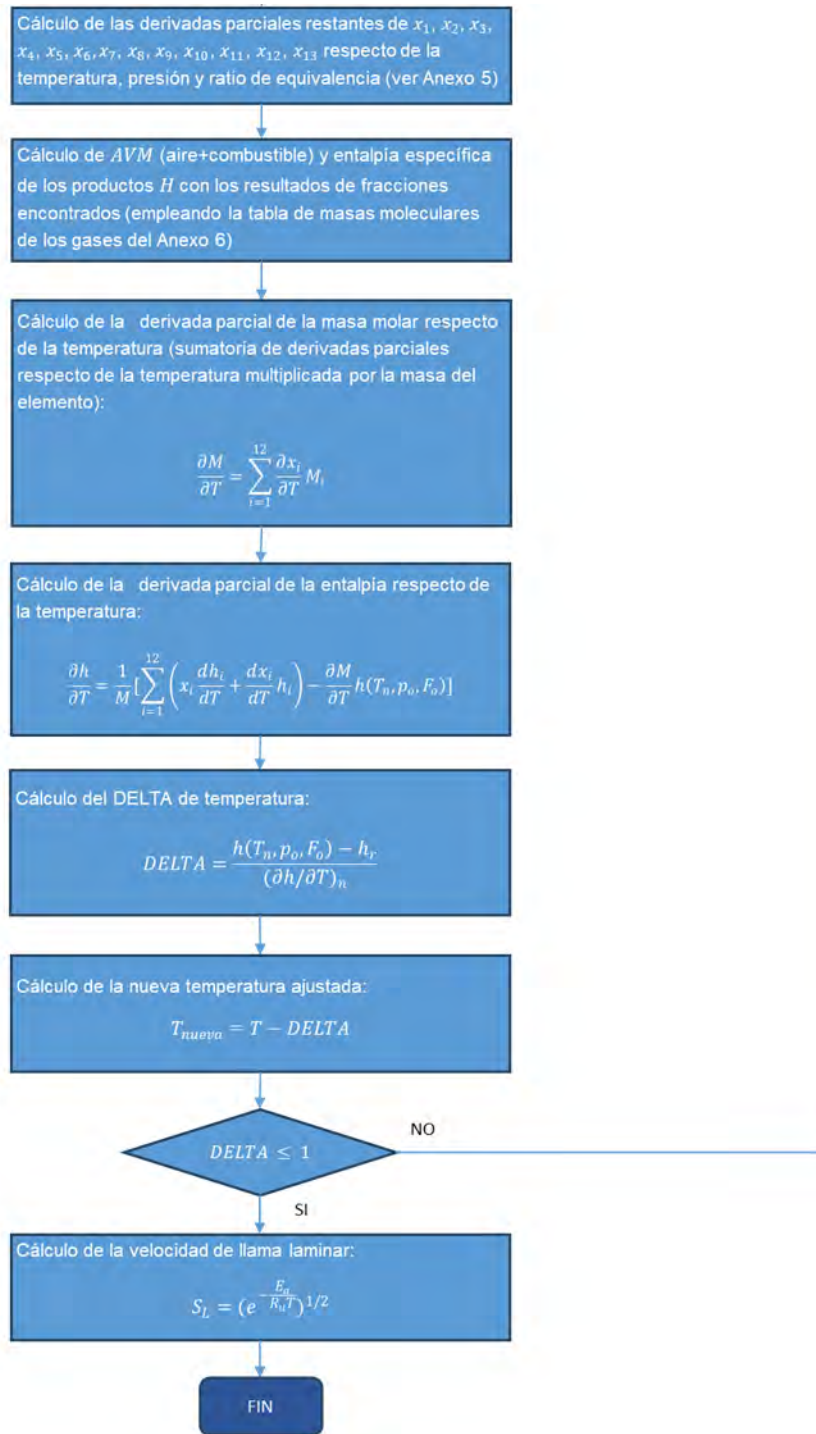 Cálculo de las derivadas parciales restantes de x₁, x₂, x₃,
x₄, x₅, x₆,x₇, x₈, x₉, x₁₀, x₁₁, x₁₂, x₁₃ respecto de la
temperatura, presión y ratio de equivalencia (ver Anexo 5)
Cálculo de AVM (aire+combustible) y entalpía específica
de los productos H con los resultados de fracciones
encontrados (empleando la tabla de masas moleculares
de los gases del Anexo 6)
Cálculo de la derivada parcial de la masa molar respecto
de la temperatura (sumatoría de derivadas parciales
respecto de la temperatura multiplicada por la masa del
elemento):
∂M/∂T = ∑_{i=1}^{12} ∂x_i/∂T M_i
Cálculo de la derivada parcial de la entalpía respecto de
la temperatura:
∂h/∂T = 1/M [∑_{i=1}^{12} (x_i dh_i/dT + dx_i/dT h_i) − ∂M/∂T h(T_n, p_o, F_o)]
Cálculo del DELTA de temperatura:
DELTA = h(T_n, p_o, F_o) − h_r / (∂h/∂T)_n
Cálculo de la nueva temperatura ajustada:
T_nueva = T − DELTA
DELTA ≤ 1
NO
SI
Cálculo de la velocidad de llama laminar:
S_L = (e^{−E_a/R_uT})^{1/2}
FIN